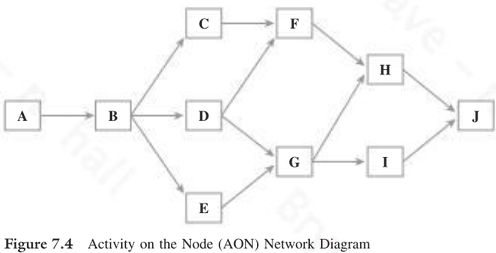 C
F
H
A
B
D
J
G
I
E
Figure 7.4 Activity on the Node (AON) Network Diagram